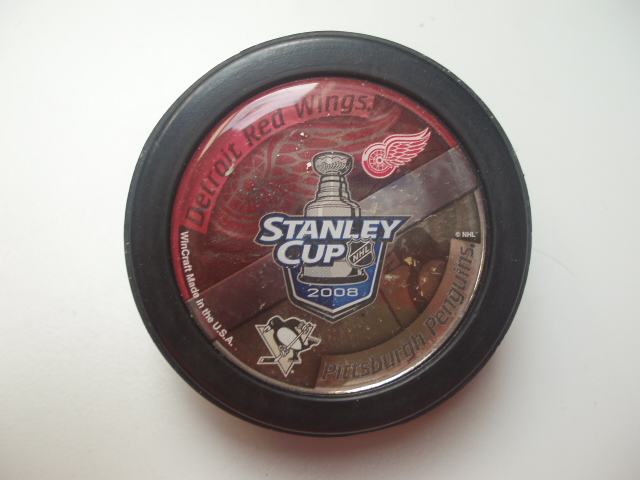 Detroit Red Wings.
STANLEY
CUP
NHL
2008
© NHL
WinCraft Made in the U.S.A.
Pittsburgh Penguins.